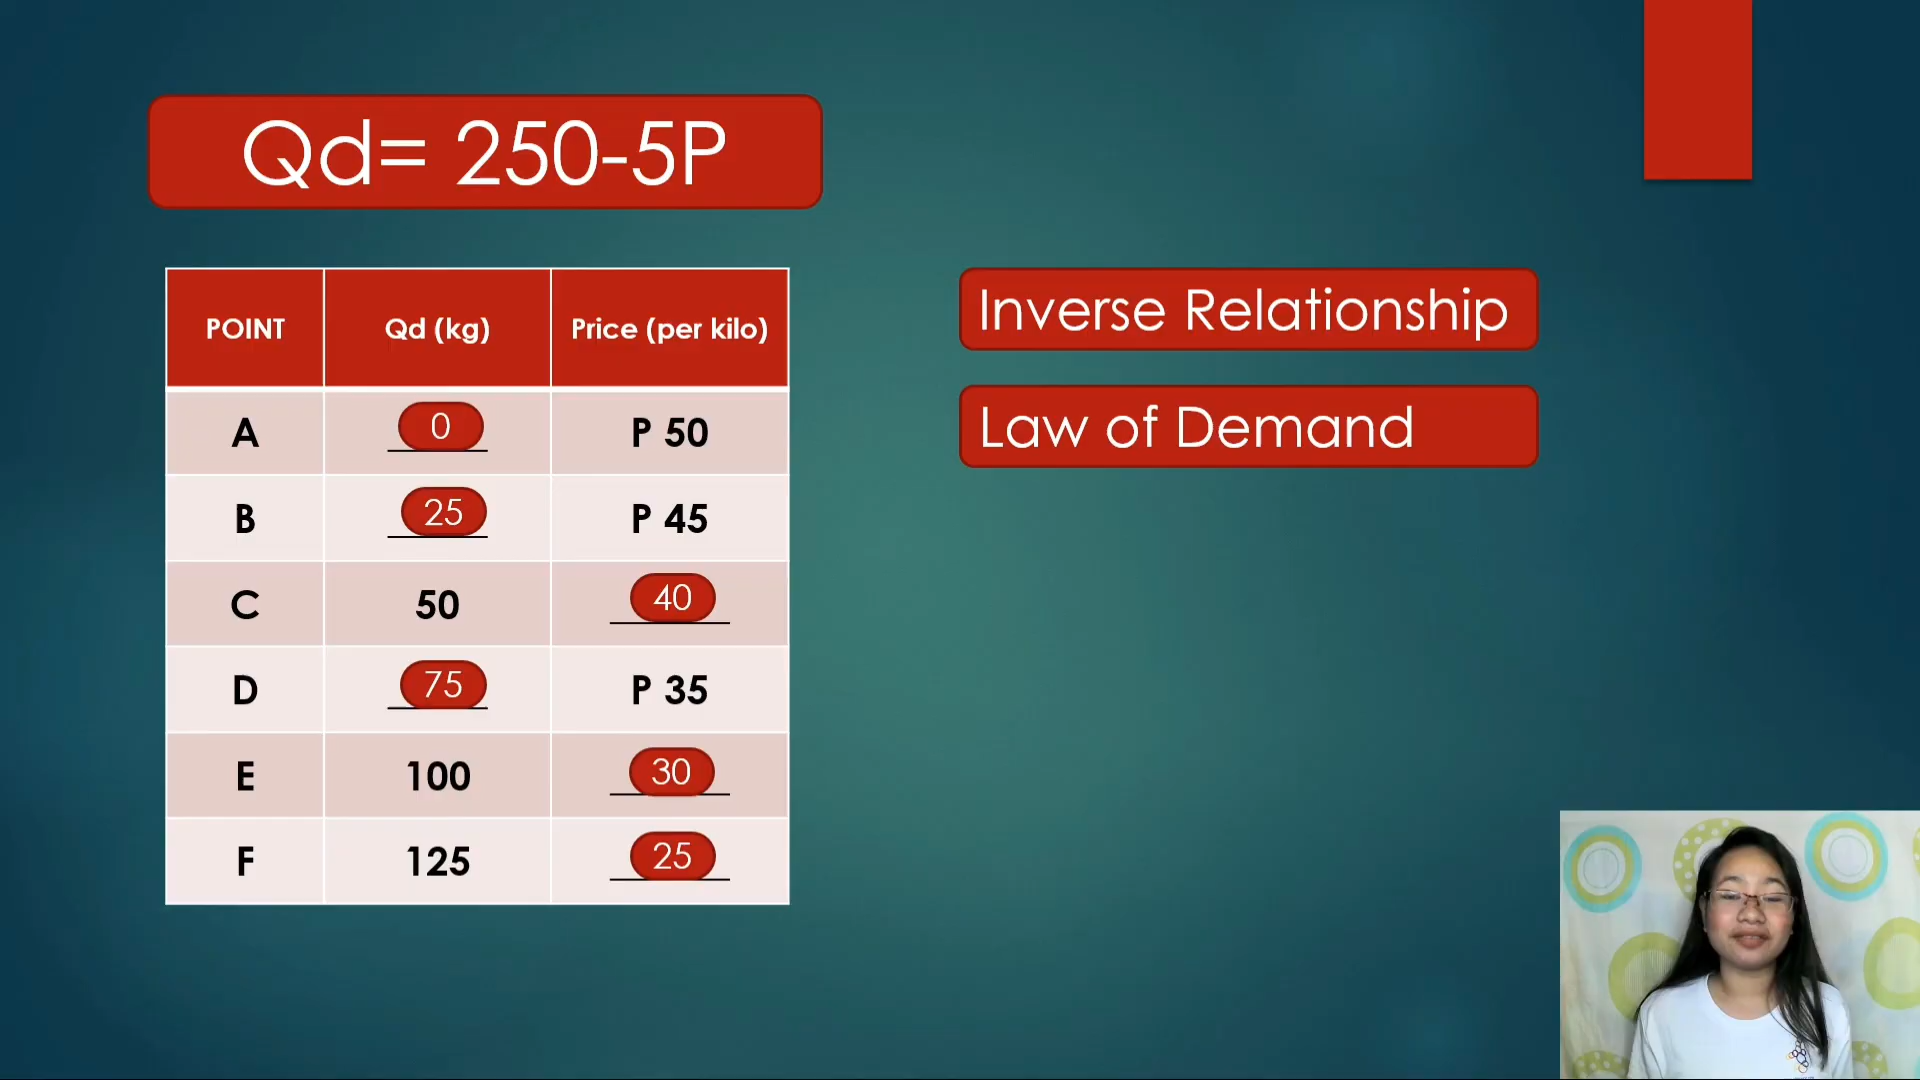 Qd= 250-5P
POINT Qd (kg) Price (per kilo)
A 0 P 50
B 25 P 45
C 50 40
D 75 P 35
E 100 30
F 125 25
Inverse Relationship
Law of Demand